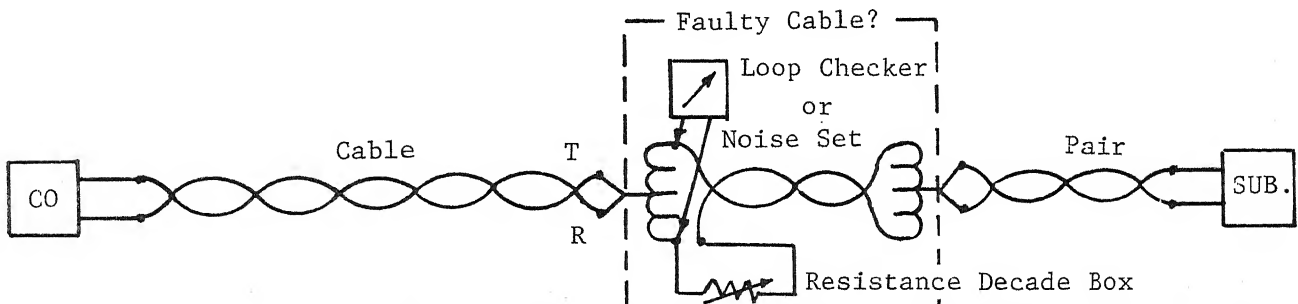 Faulty Cable?
Loop Checker
or
Noise Set
Cable
T
Pair
CO
SUB.
R
Resistance Decade Box